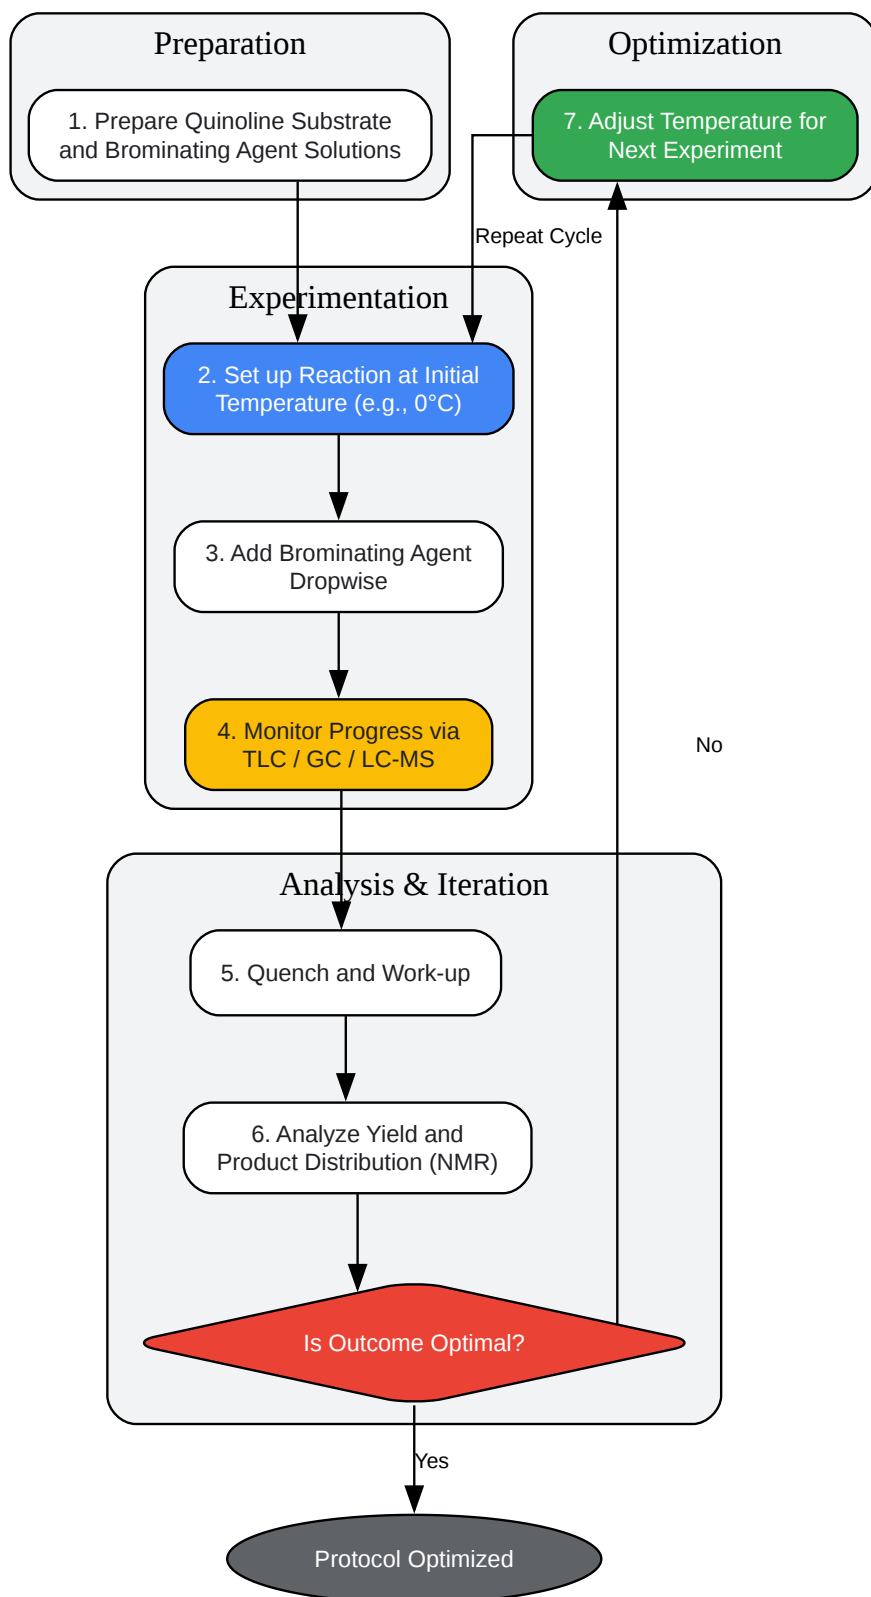 Preparation
1. Prepare Quinoline Substrate
and Brominating Agent Solutions
Optimization
7. Adjust Temperature for
Next Experiment
Repeat Cycle
Experimentation
2. Set up Reaction at Initial
Temperature (e.g., 0°C)
3. Add Brominating Agent
Dropwise
4. Monitor Progress via
TLC / GC / LC-MS
No
Analysis & Iteration
5. Quench and Work-up
6. Analyze Yield and
Product Distribution (NMR)
Is Outcome Optimal?
Yes
Protocol Optimized